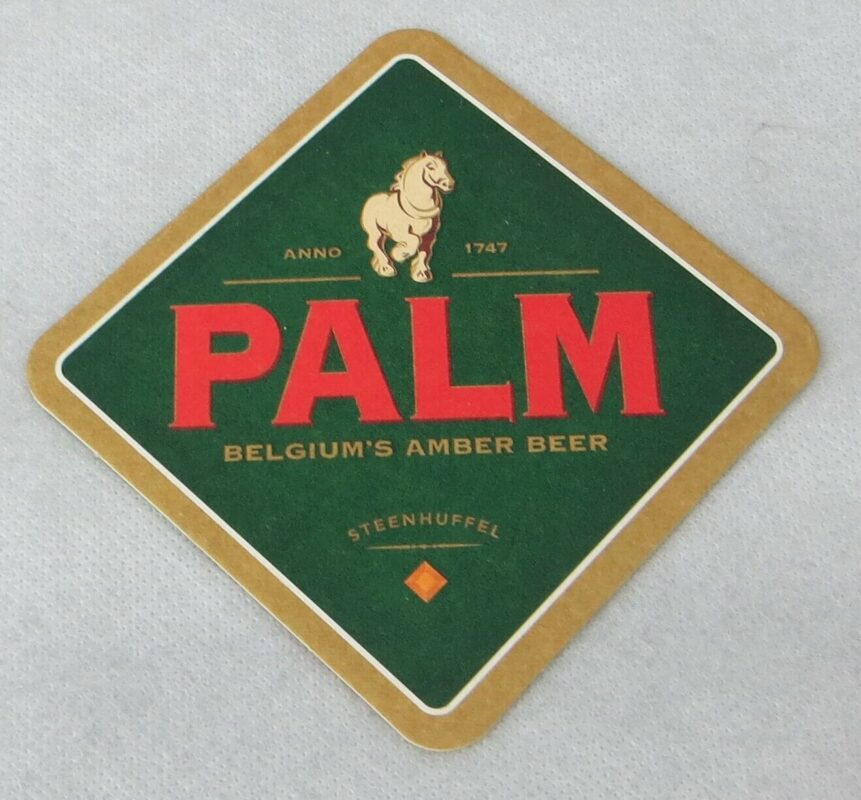 ANNO 1747
PALM
BELGIUM'S AMBER BEER
STEENHUFFEL